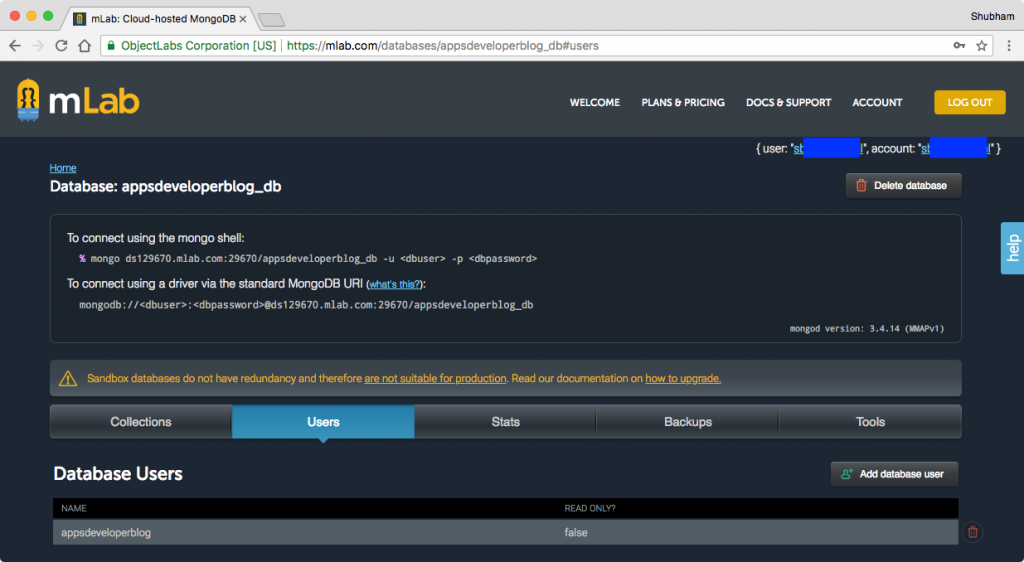 mLab: Cloud-hosted MongoDB
Shubham
ObjectLabs Corporation [US] | https://mlab.com/databases/appsdeveloperblog_db#users
mLab
WELCOME PLANS & PRICING DOCS & SUPPORT ACCOUNT LOG OUT
{ user: "sb l", account: "sb l" }
Home
Database: appsdeveloperblog_db
Delete database
To connect using the mongo shell:
% mongo ds129670.mlab.com:29670/appsdeveloperblog_db -u <dbuser> -p <dbpassword>
To connect using a driver via the standard MongoDB URI (what's this?):
mongodb://<dbuser>:<dbpassword>@ds129670.mlab.com:29670/appsdeveloperblog_db
mongod version: 3.4.14 (MMAPv1)
help
Sandbox databases do not have redundancy and therefore are not suitable for production. Read our documentation on how to upgrade.
Collections Users Stats Backups Tools
Database Users
Add database user
NAME READ ONLY?
appsdeveloperblog false